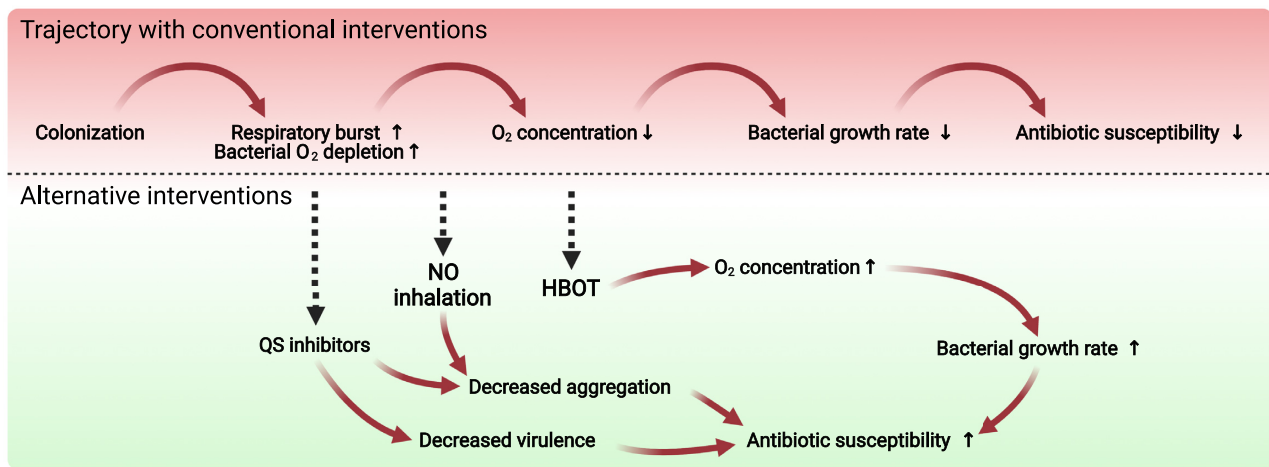 Trajectory with conventional interventions
Colonization
Respiratory burst ↑
Bacterial O₂ depletion ↑
O₂ concentration ↓
Bacterial growth rate ↓
Antibiotic susceptibility ↓
Alternative interventions
NO
inhalation
HBOT
O₂ concentration ↑
QS inhibitors
Bacterial growth rate ↑
Decreased aggregation
Decreased virulence
Antibiotic susceptibility ↑